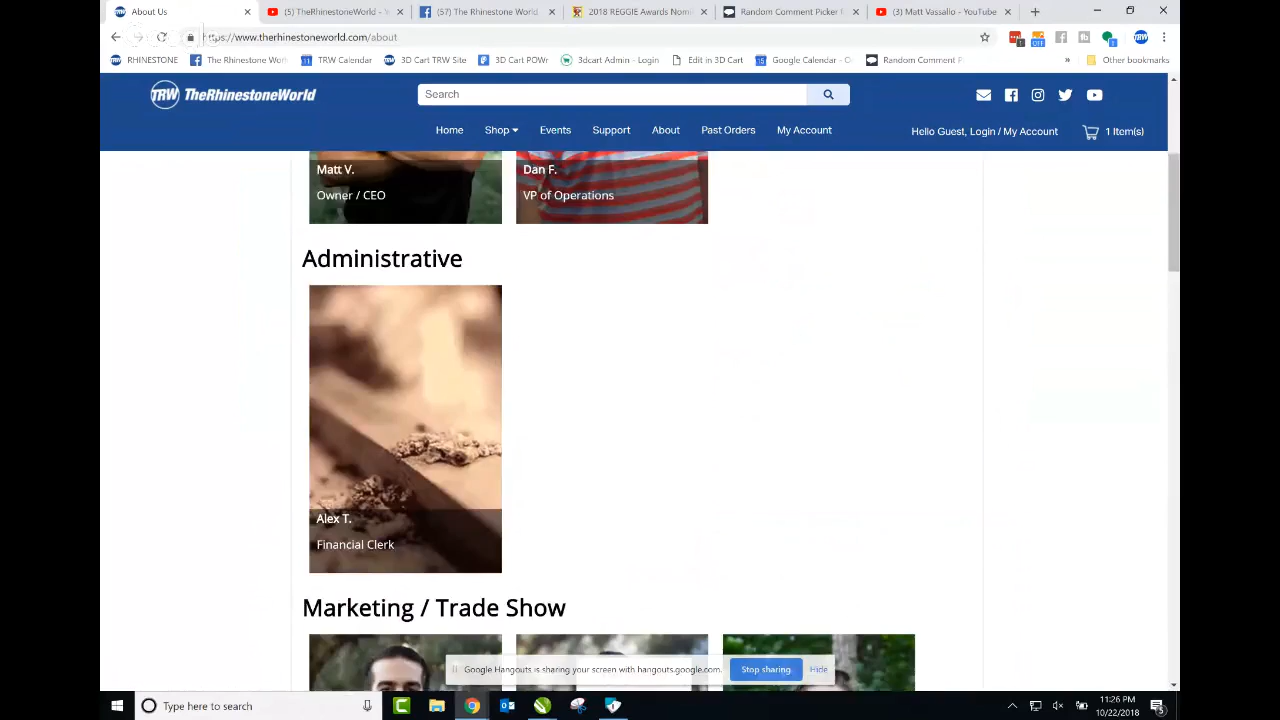 About Us
(5) TheRhinestoneWorld -
(57) The Rhinestone World
2018 REGGIE Awards Nomi
Random Comment Picker
(3) Matt Vassallo - YouTube
https://www.therhinestoneworld.com/about
OFF
RHINESTONE
The Rhinestone Wor
TRW Calendar
3D Cart TRW Site
3D Cart POWr
3dcart Admin - Login
Edit in 3D Cart
Google Calendar - O
Random Comment P
»
Other bookmarks
TRW TheRhinestoneWorld
Search
Home
Shop
Events
Support
About
Past Orders
My Account
Hello Guest, Login / My Account
1 Item(s)
Matt V.
Owner / CEO
Dan F.
VP of Operations
Administrative
Alex T.
Financial Clerk
Marketing / Trade Show
Google Hangouts is sharing your screen with hangouts.google.com.
Stop sharing
Hide
Type here to search
11:26 PM
10/22/2018